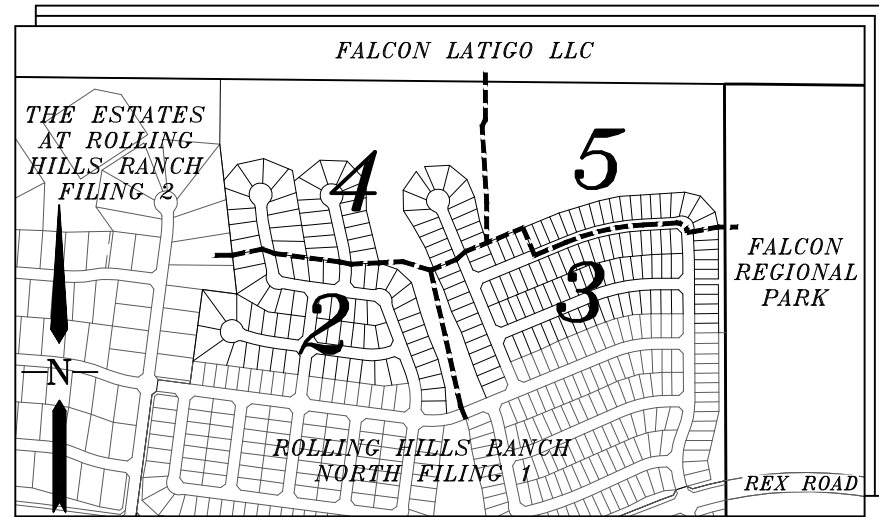 FALCON LATIGO LLC
THE ESTATES
AT ROLLING
HILLS RANCH
FILING 2
4
5
FALCON
REGIONAL
PARK
2
3
N
ROLLING HILLS RANCH
NORTH FILING 1
REX ROAD